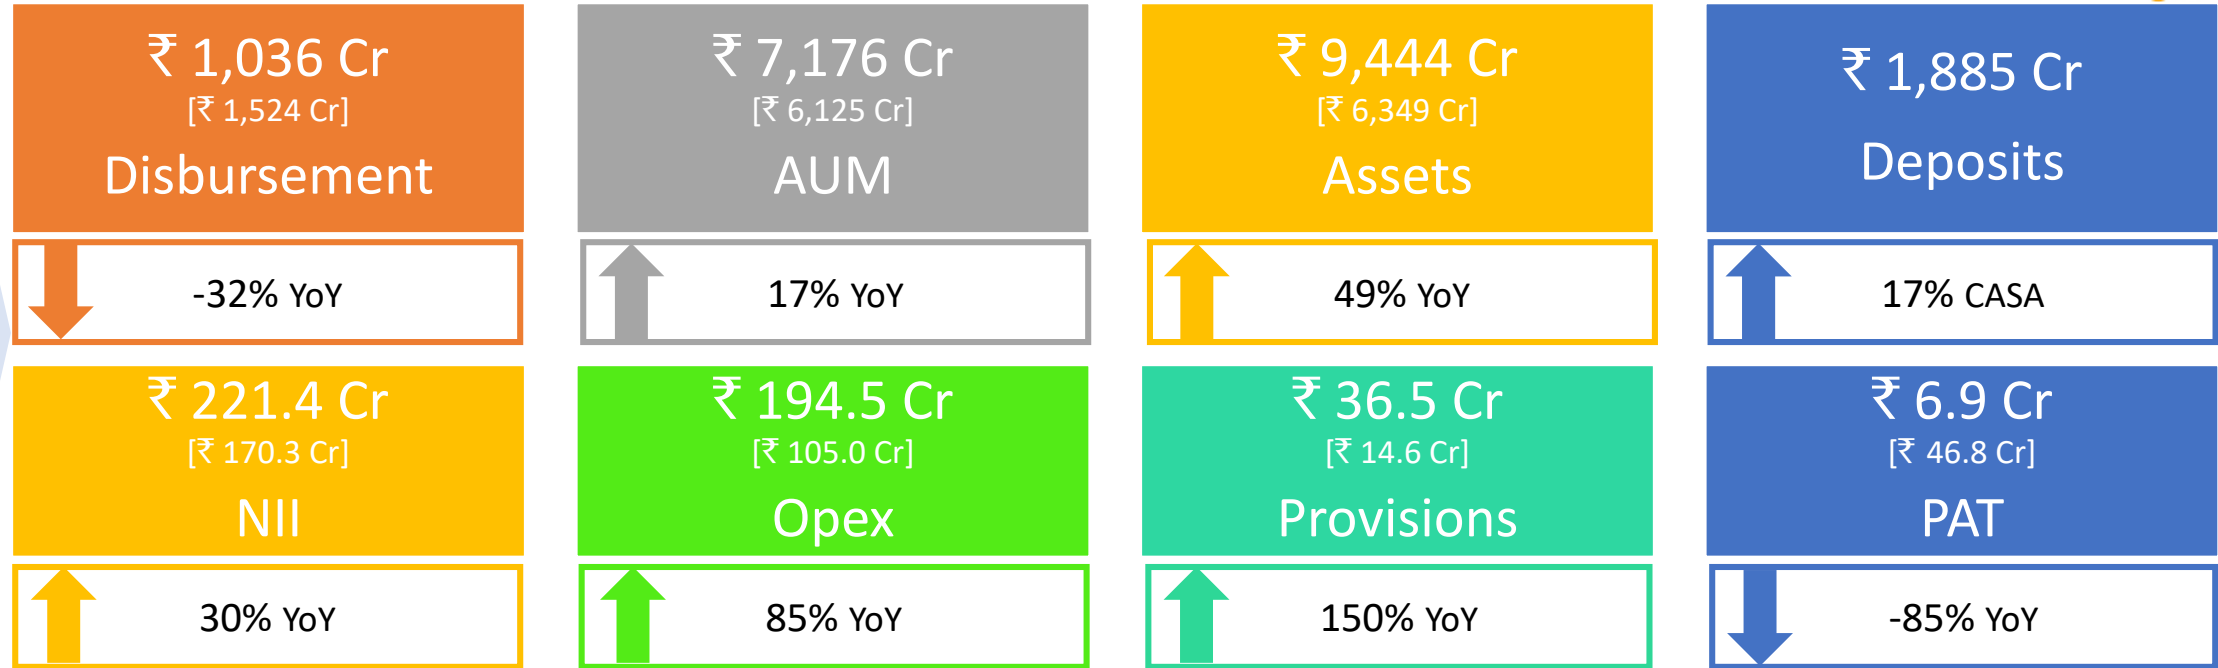 ₹ 1,036 Cr
[₹ 1,524 Cr]
Disbursement
-32% YoY
₹ 7,176 Cr
[₹ 6,125 Cr]
AUM
17% YoY
₹ 9,444 Cr
[₹ 6,349 Cr]
Assets
49% YoY
₹ 1,885 Cr
Deposits
17% CASA
₹ 221.4 Cr
[₹ 170.3 Cr]
NII
30% YoY
₹ 194.5 Cr
[₹ 105.0 Cr]
Opex
85% YoY
₹ 36.5 Cr
[₹ 14.6 Cr]
Provisions
150% YoY
₹ 6.9 Cr
[₹ 46.8 Cr]
PAT
-85% YoY